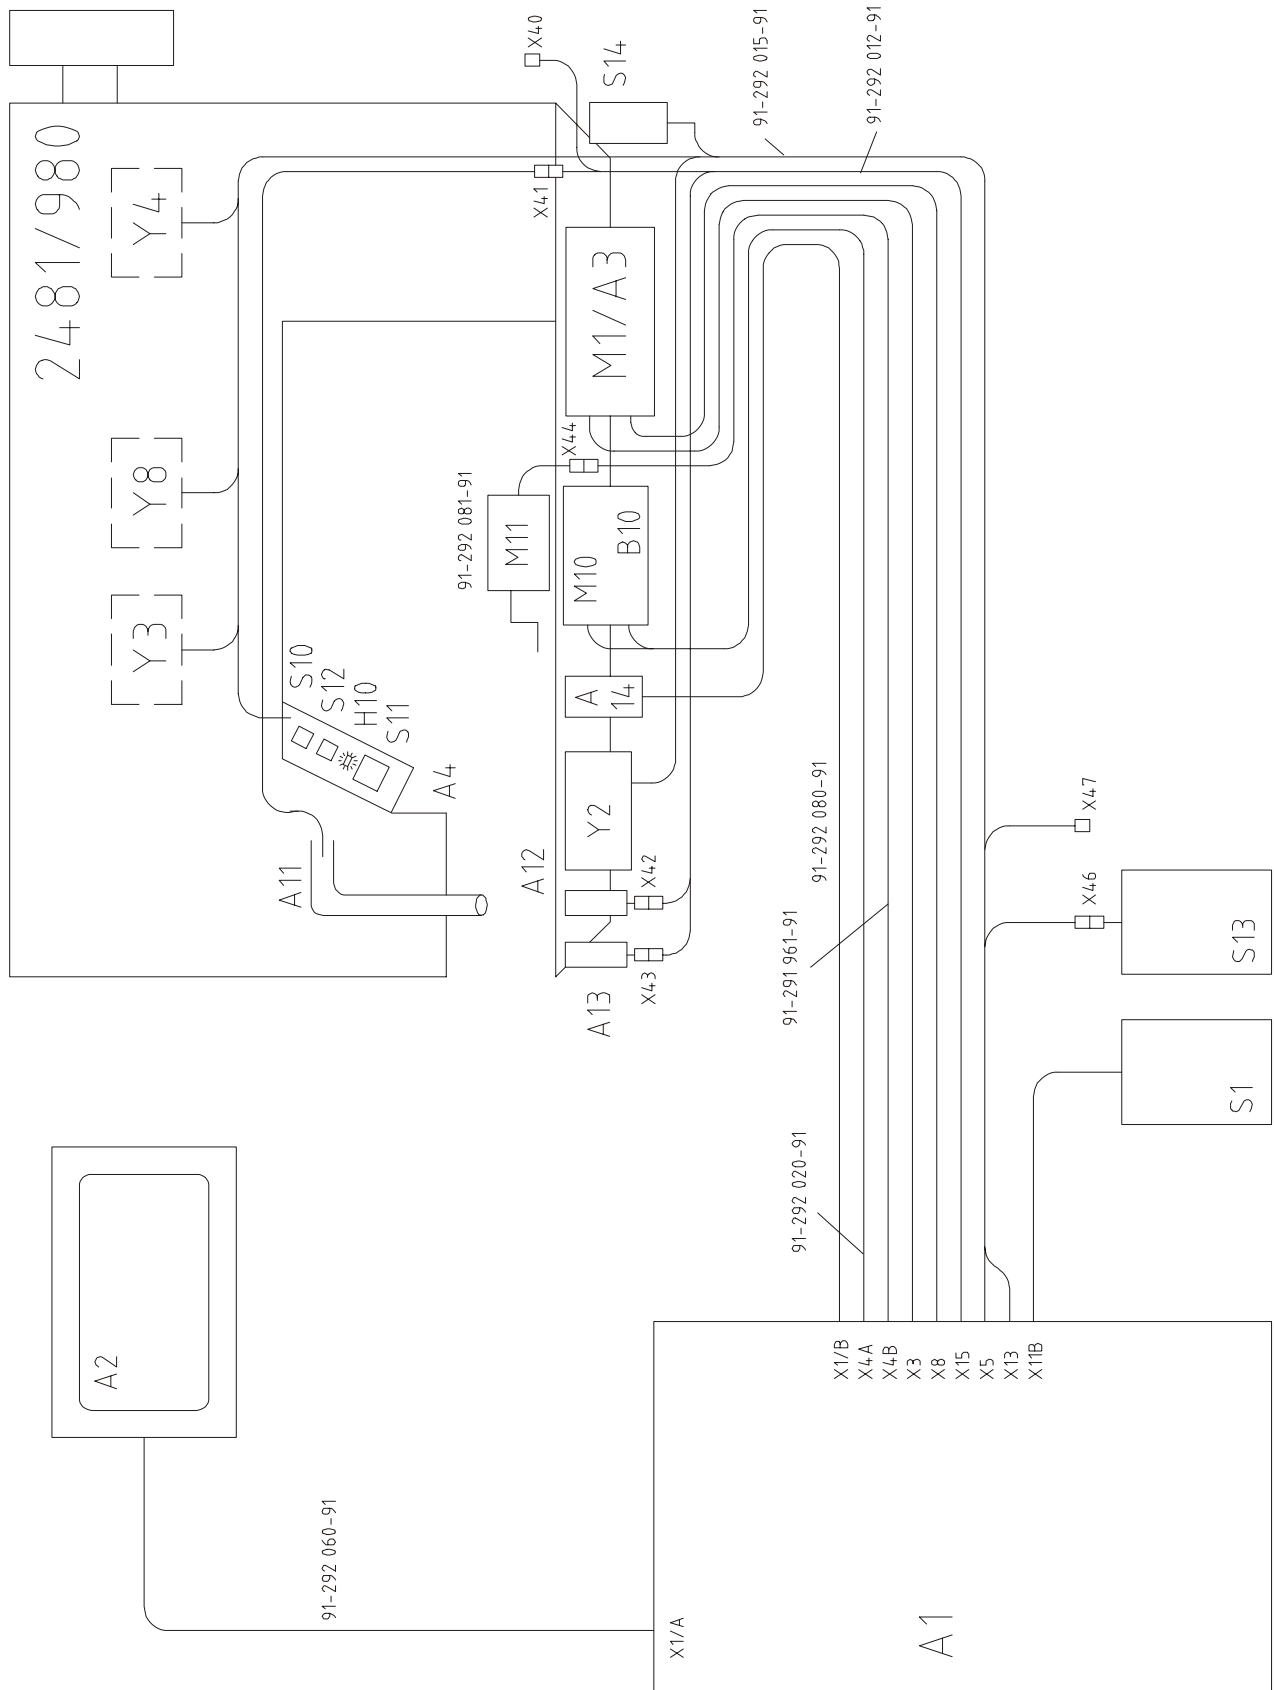 2481/980
Y4
Y8
Y3
S10
S12
H10
S11
A4
A11
X40
S14
X41
M1/A3
X44
91-292 081-91
M11
M10
B10
A
14
Y2
A12
X42
X43
A13
91-292 015-91
91-292 012-91
91-292 080-91
91-291 961-91
91-292 020-91
X47
X46
S13
S1
A2
91-292 060-91
X1/A
X1/B
X4A
X4B
X3
X8
X15
X5
X13
X11B
A1